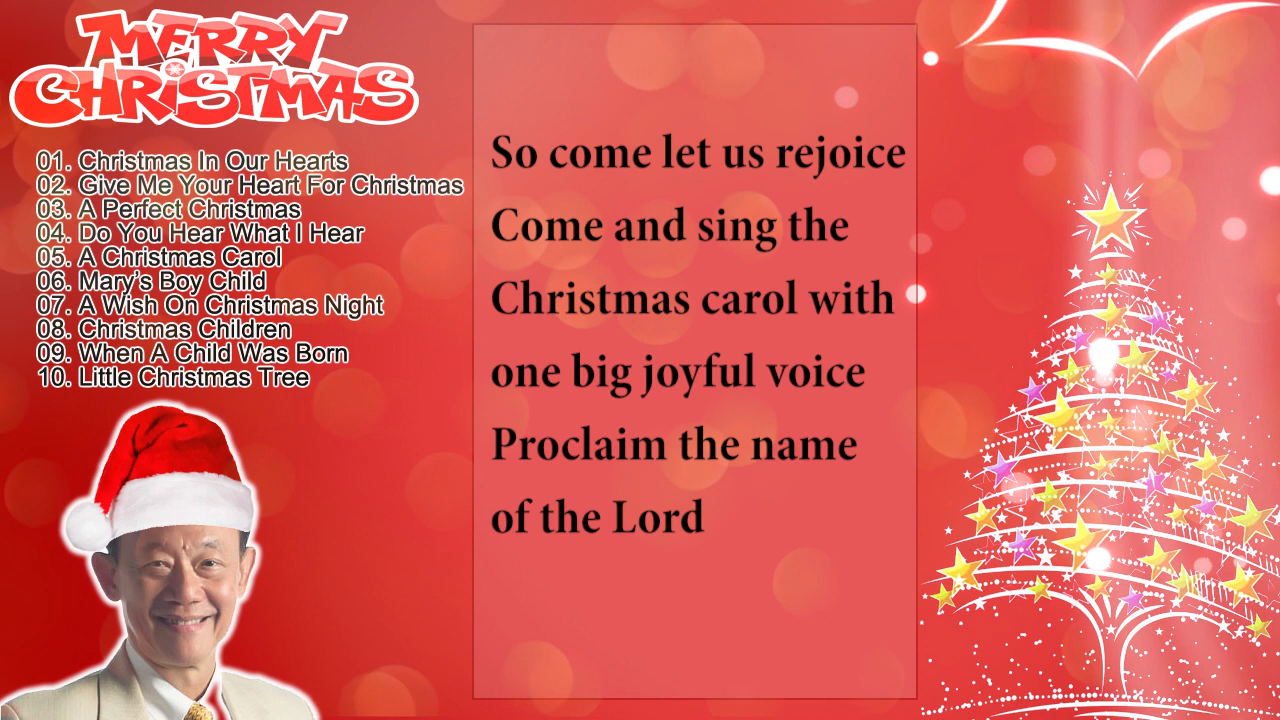 MERRY
CHRISTMAS
01. Christmas In Our Hearts
02. Give Me Your Heart For Christmas
03. A Perfect Christmas
04. Do You Hear What I Hear
05. A Christmas Carol
06. Mary's Boy Child
07. A Wish On Christmas Night
08. Christmas Children
09. When A Child Was Born
10. Little Christmas Tree
So come let us rejoice
Come and sing the
Christmas carol with
one big joyful voice
Proclaim the name
of the Lord